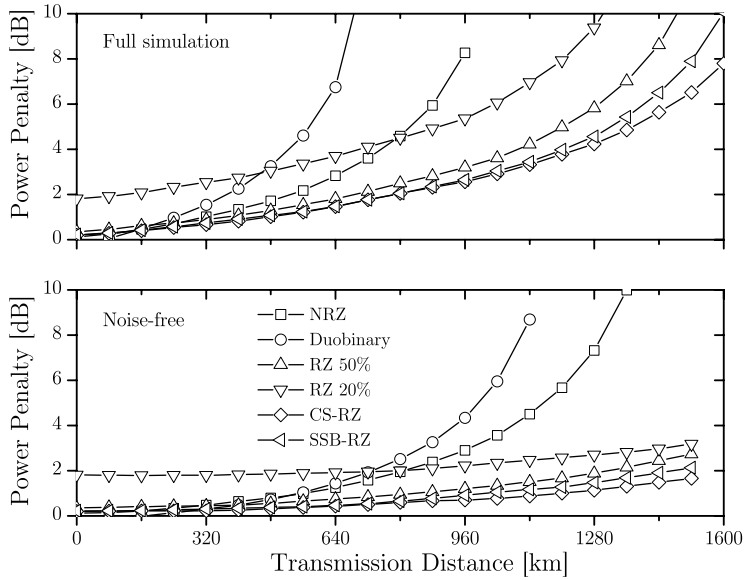 Power Penalty [dB]
10
8
6
4
2
0
Full simulation
Power Penalty [dB]
10
8
6
4
2
0
Noise-free
NRZ
Duobinary
RZ 50%
RZ 20%
CS-RZ
SSB-RZ
0 320 640 960 1280 1600
Transmission Distance [km]